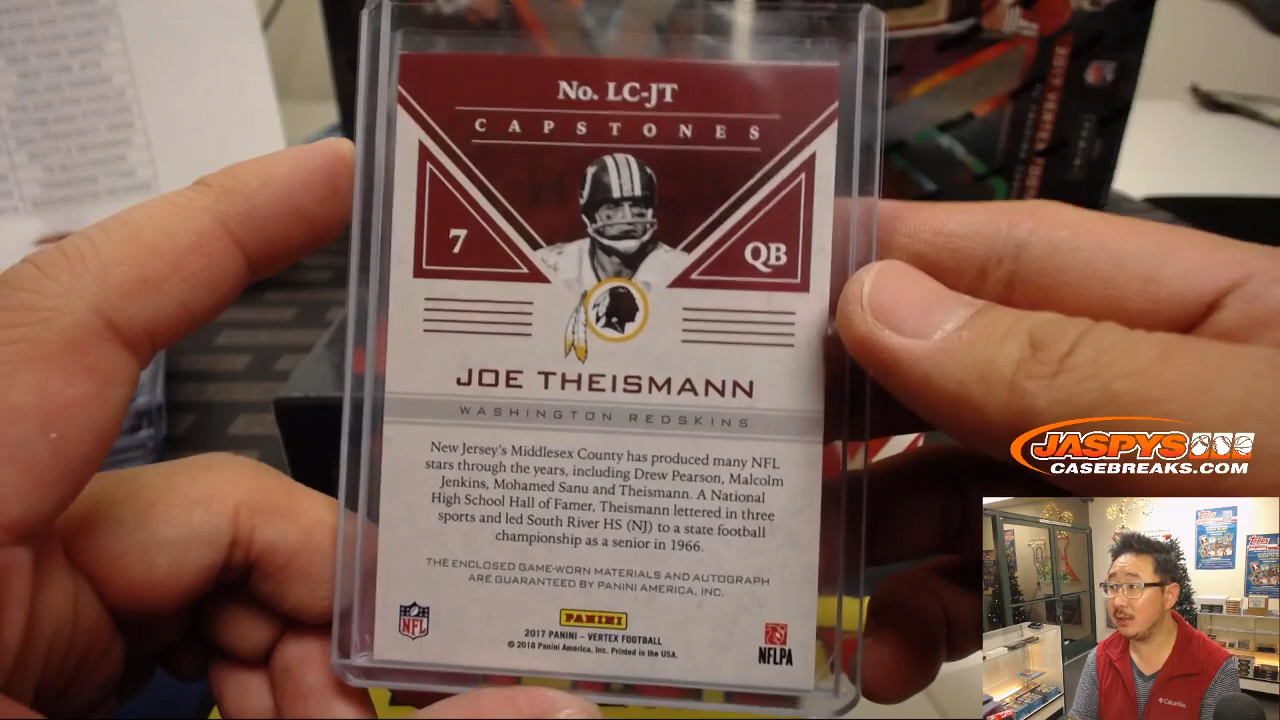 No. LC-JT
CAPSTONES
7
QB
JOE THEISMANN
WASHINGTON REDSKINS
New Jersey's Middlesex County has produced many NFL
stars through the years, including Drew Pearson, Malcolm
Jenkins, Mohamed Sanu and Theismann. A National
High School Hall of Famer, Theismann lettered in three
sports and led South River HS (NJ) to a state football
championship as a senior in 1966.
THE ENCLOSED GAME-WORN MATERIALS AND AUTOGRAPH
ARE GUARANTEED BY PANINI AMERICA, INC.
NFL
PANINI
2017 PANINI – VERTEX FOOTBALL
© 2018 Panini America, Inc. Printed in the USA.
NFLPA
JASPYS
CASEBREAKS.COM
Topps
Topps
Columbia